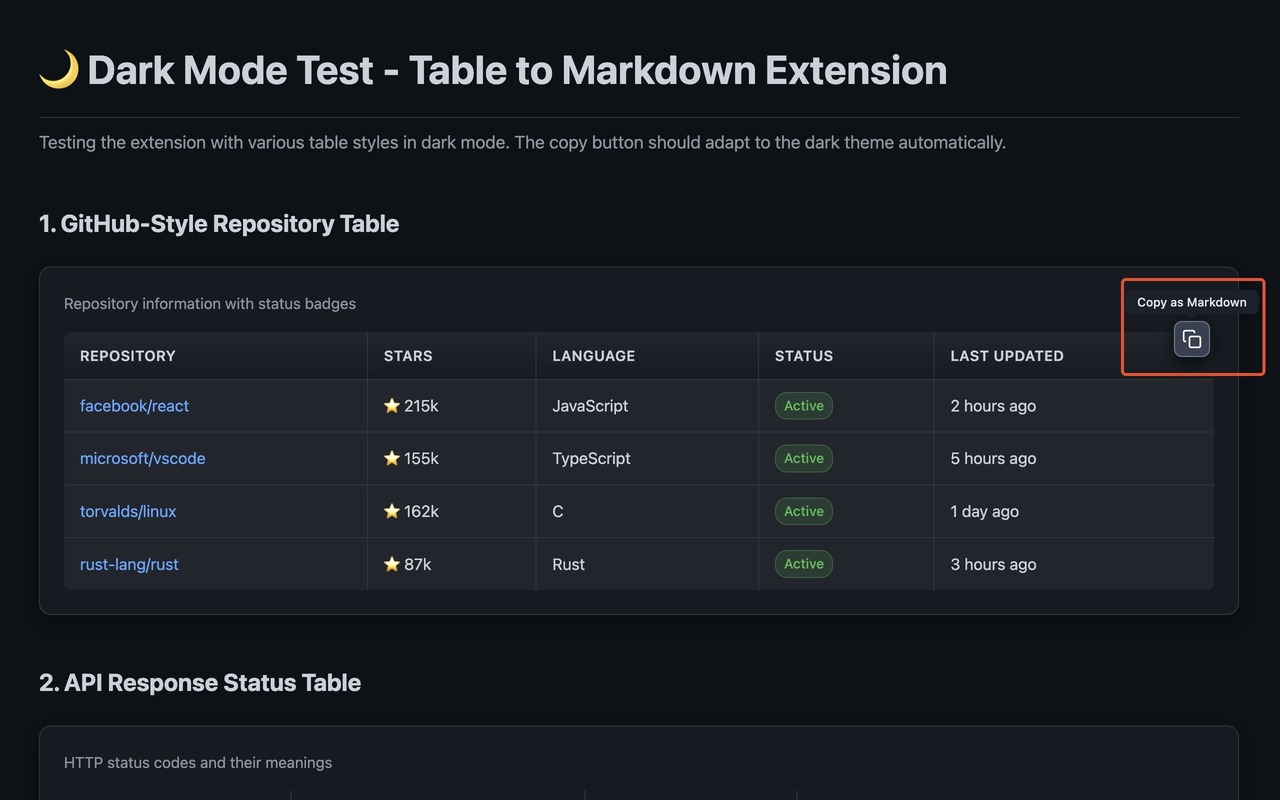 🌙 Dark Mode Test - Table to Markdown Extension
Testing the extension with various table styles in dark mode. The copy button should adapt to the dark theme automatically.
1. GitHub-Style Repository Table
Repository information with status badges
Copy as Markdown
REPOSITORY STARS LANGUAGE STATUS LAST UPDATED
facebook/react ⭐ 215k JavaScript Active 2 hours ago
microsoft/vscode ⭐ 155k TypeScript Active 5 hours ago
torvalds/linux ⭐ 162k C Active 1 day ago
rust-lang/rust ⭐ 87k Rust Active 3 hours ago
2. API Response Status Table
HTTP status codes and their meanings